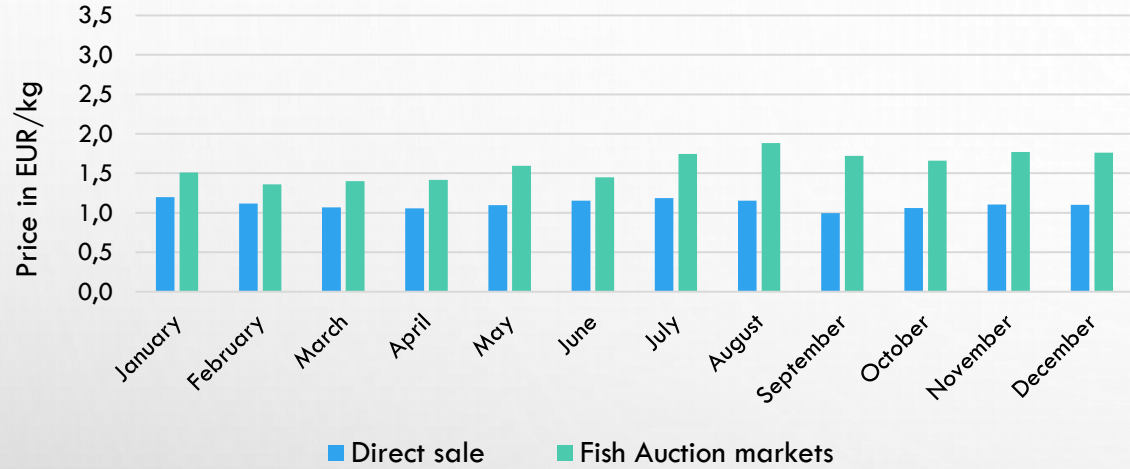 3,5
3,0
2,5
2,0
1,5
1,0
0,5
0,0
Price in EUR/kg
January
February
March
April
May
June
July
August
September
October
November
December
Direct sale
Fish Auction markets